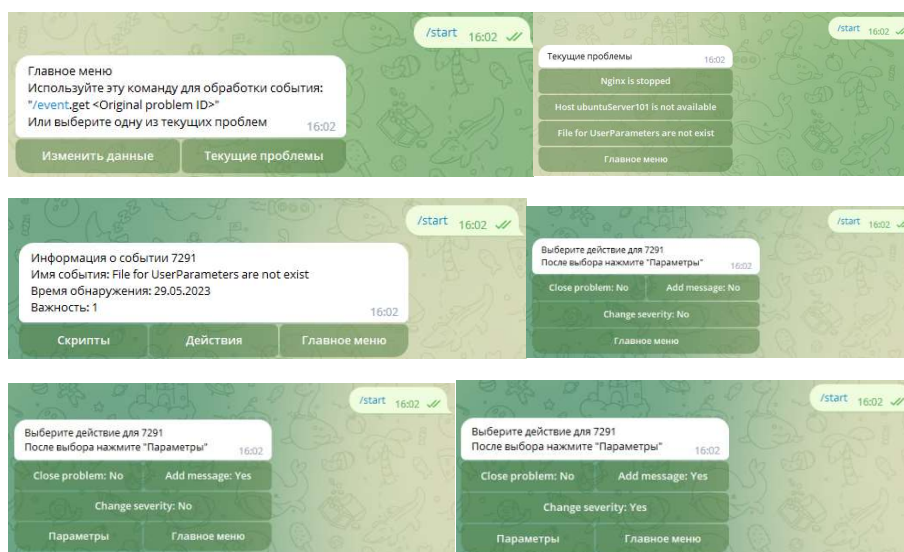 /start 16:02
Главное меню
Используйте эту команду для обработки события:
"/event.get <Original problem ID>"
Или выберите одну из текущих проблем 16:02
Изменить данные Текущие проблемы
/start 16:02
Текущие проблемы 16:02
Nginx is stopped
Host ubuntuServer101 is not available
File for UserParameters are not exist
Главное меню
/start 16:02
Информация о событии 7291
Имя события: File for UserParameters are not exist
Время обнаружения: 29.05.2023
Важность: 1 16:02
Скрипты Действия Главное меню
/start 16:02
Выберите действие для 7291
После выбора нажмите "Параметры" 16:02
Close problem: No Add message: No
Change severity: No
Главное меню
/start 16:02
Выберите действие для 7291
После выбора нажмите "Параметры" 16:02
Close problem: No Add message: Yes
Change severity: No
Параметры Главное меню
/start 16:02
Выберите действие для 7291
После выбора нажмите "Параметры" 16:02
Close problem: No Add message: Yes
Change severity: Yes
Параметры Главное меню